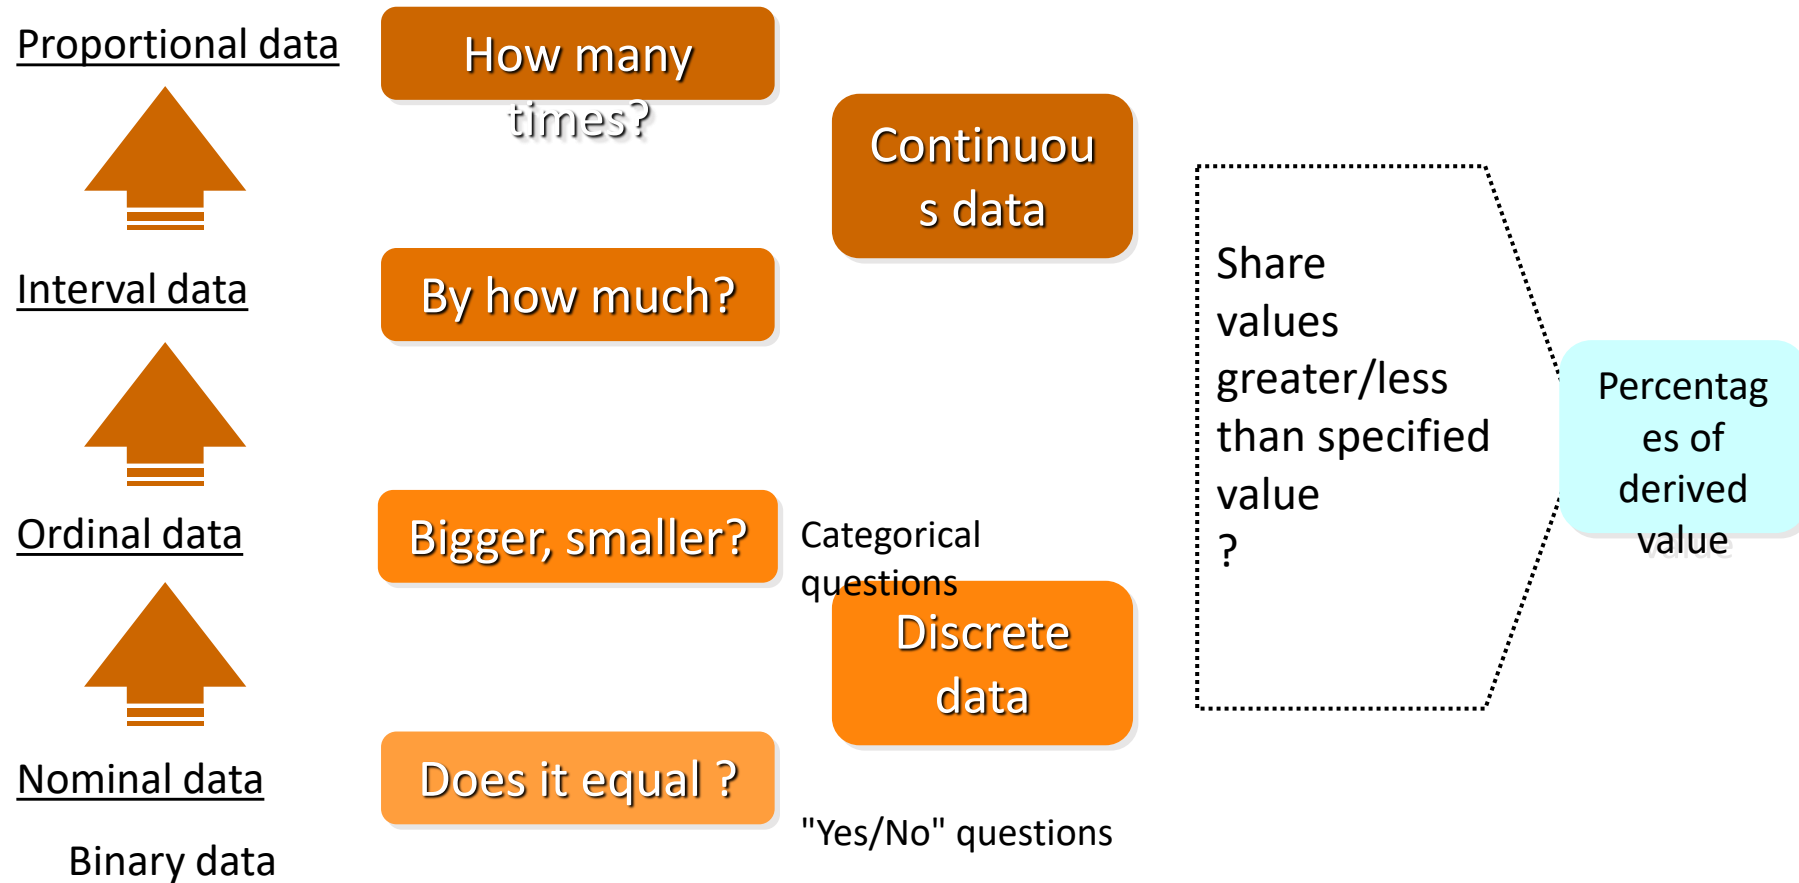 Proportional data
How many
times?
Continuou
s data
Interval data
By how much?
Share
values
greater/less
than specified
value
?
Percentag
es of
derived
value
Ordinal data
Bigger, smaller?
Categorical
questions
Discrete
data
Nominal data
Does it equal ?
"Yes/No" questions
Binary data